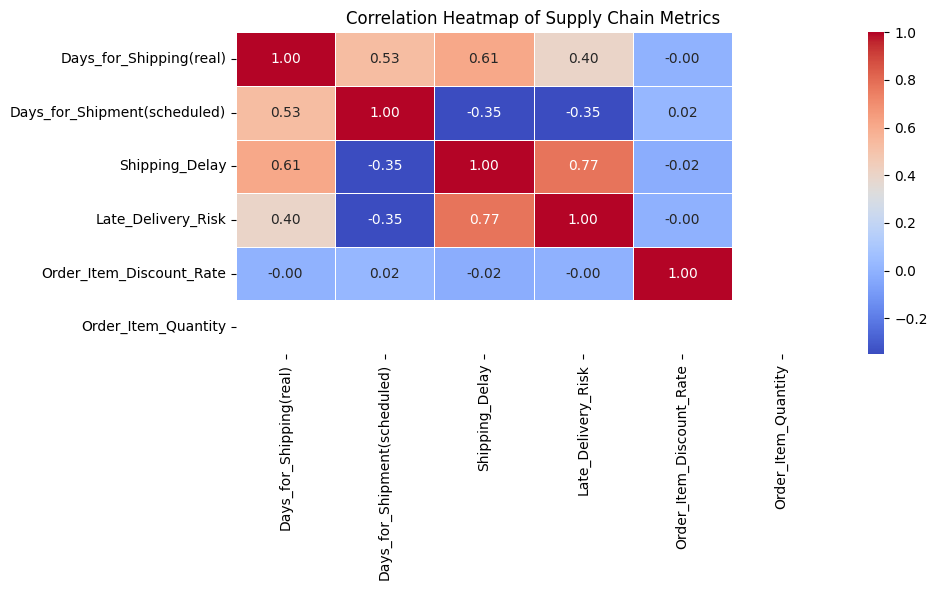 Correlation Heatmap of Supply Chain Metrics
Days_for_Shipping(real) 1.00 0.53 0.61 0.40 -0.00
Days_for_Shipment(scheduled) 0.53 1.00 -0.35 -0.35 0.02
Shipping_Delay 0.61 -0.35 1.00 0.77 -0.02
Late_Delivery_Risk 0.40 -0.35 0.77 1.00 -0.00
Order_Item_Discount_Rate -0.00 0.02 -0.02 -0.00 1.00
Order_Item_Quantity
Days_for_Shipping(real)
Days_for_Shipment(scheduled)
Shipping_Delay
Late_Delivery_Risk
Order_Item_Discount_Rate
Order_Item_Quantity
1.0
0.8
0.6
0.4
0.2
0.0
−0.2